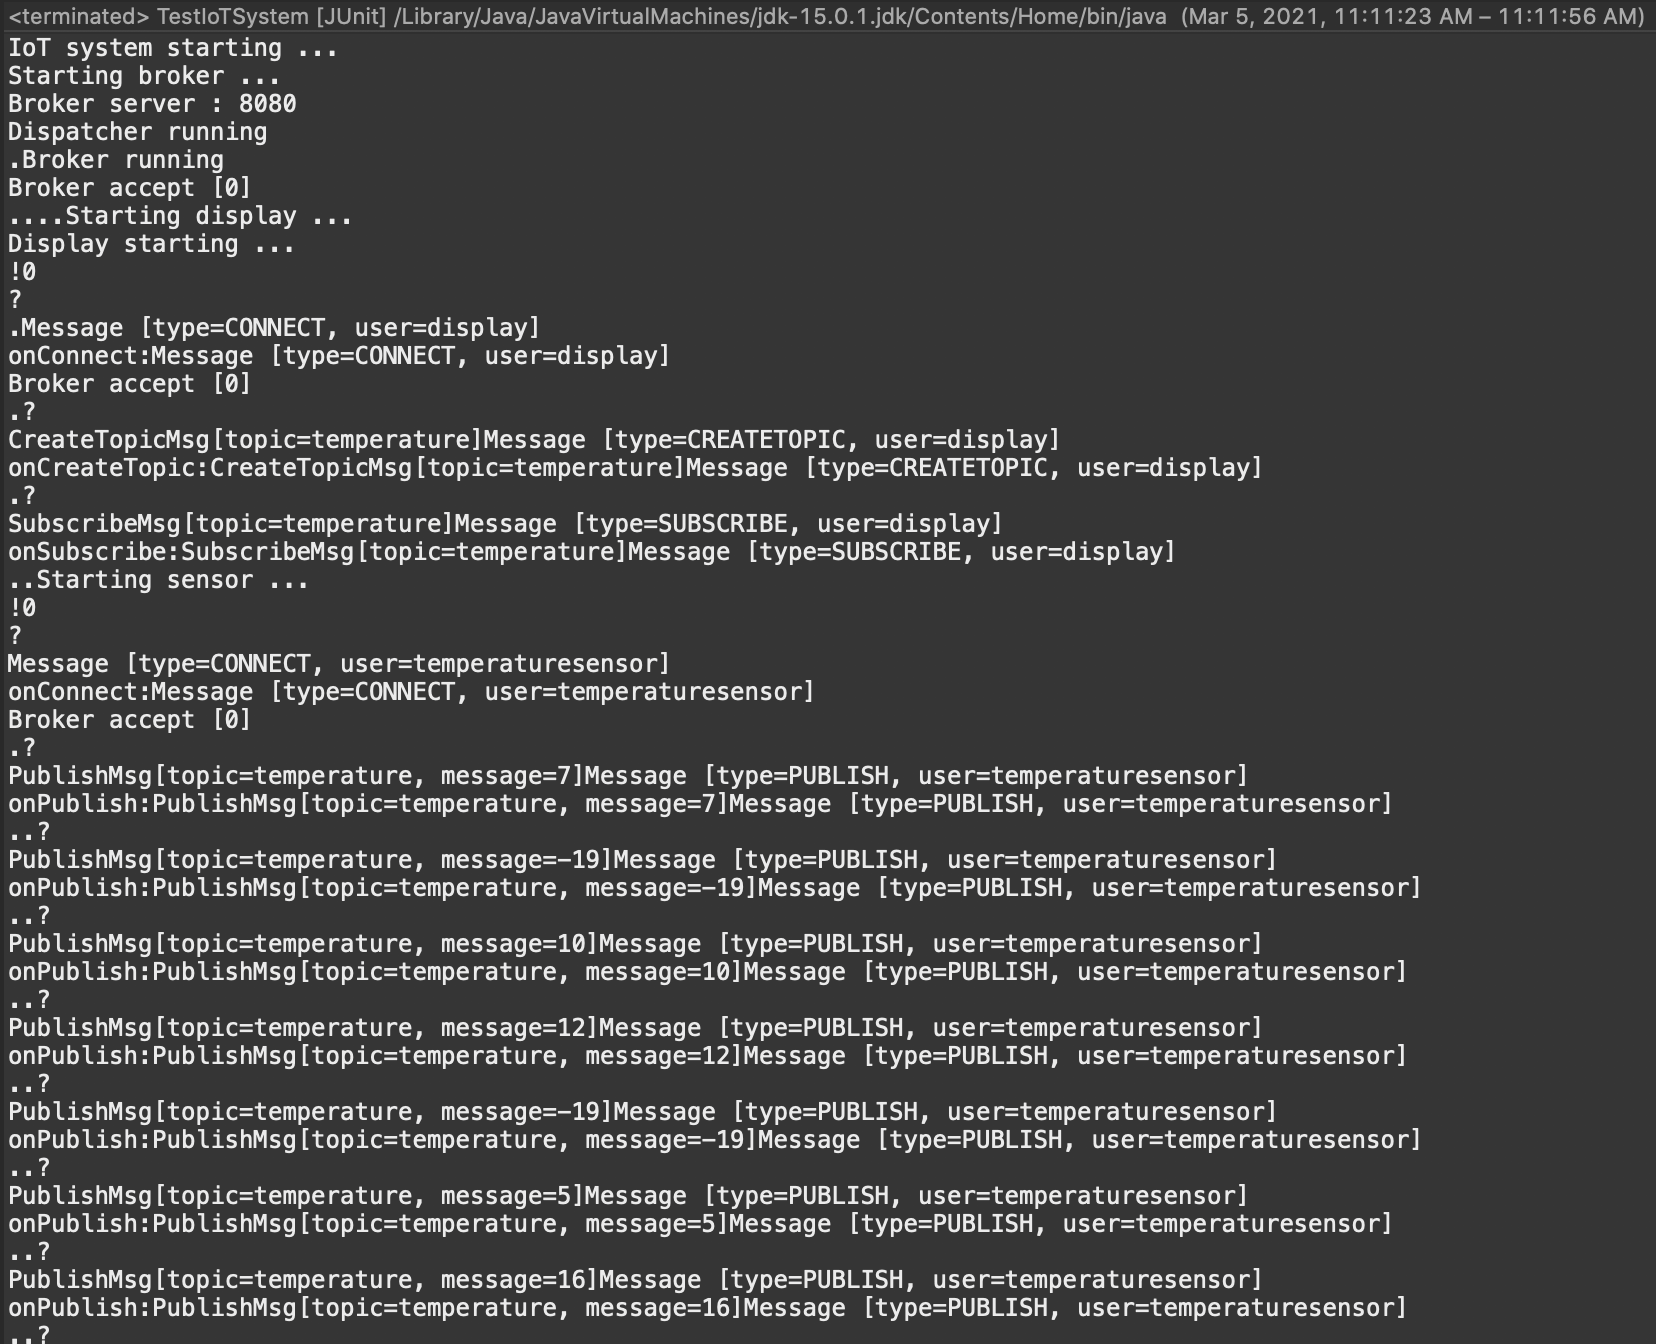 <terminated> TestIoTSystem [JUnit] /Library/Java/JavaVirtualMachines/jdk-15.0.1.jdk/Contents/Home/bin/java (Mar 5, 2021, 11:11:23 AM – 11:11:56 AM)
IoT system starting ...
Starting broker ...
Broker server : 8080
Dispatcher running
.Broker running
Broker accept [0]
....Starting display ...
Display starting ...
!0
?
.Message [type=CONNECT, user=display]
onConnect:Message [type=CONNECT, user=display]
Broker accept [0]
.?
CreateTopicMsg[topic=temperature]Message [type=CREATETOPIC, user=display]
onCreateTopic:CreateTopicMsg[topic=temperature]Message [type=CREATETOPIC, user=display]
.?
SubscribeMsg[topic=temperature]Message [type=SUBSCRIBE, user=display]
onSubscribe:SubscribeMsg[topic=temperature]Message [type=SUBSCRIBE, user=display]
..Starting sensor ...
!0
?
Message [type=CONNECT, user=temperaturesensor]
onConnect:Message [type=CONNECT, user=temperaturesensor]
Broker accept [0]
.?
PublishMsg[topic=temperature, message=7]Message [type=PUBLISH, user=temperaturesensor]
onPublish:PublishMsg[topic=temperature, message=7]Message [type=PUBLISH, user=temperaturesensor]
..?
PublishMsg[topic=temperature, message=-19]Message [type=PUBLISH, user=temperaturesensor]
onPublish:PublishMsg[topic=temperature, message=-19]Message [type=PUBLISH, user=temperaturesensor]
..?
PublishMsg[topic=temperature, message=10]Message [type=PUBLISH, user=temperaturesensor]
onPublish:PublishMsg[topic=temperature, message=10]Message [type=PUBLISH, user=temperaturesensor]
..?
PublishMsg[topic=temperature, message=12]Message [type=PUBLISH, user=temperaturesensor]
onPublish:PublishMsg[topic=temperature, message=12]Message [type=PUBLISH, user=temperaturesensor]
..?
PublishMsg[topic=temperature, message=-19]Message [type=PUBLISH, user=temperaturesensor]
onPublish:PublishMsg[topic=temperature, message=-19]Message [type=PUBLISH, user=temperaturesensor]
..?
PublishMsg[topic=temperature, message=5]Message [type=PUBLISH, user=temperaturesensor]
onPublish:PublishMsg[topic=temperature, message=5]Message [type=PUBLISH, user=temperaturesensor]
..?
PublishMsg[topic=temperature, message=16]Message [type=PUBLISH, user=temperaturesensor]
onPublish:PublishMsg[topic=temperature, message=16]Message [type=PUBLISH, user=temperaturesensor]
..?